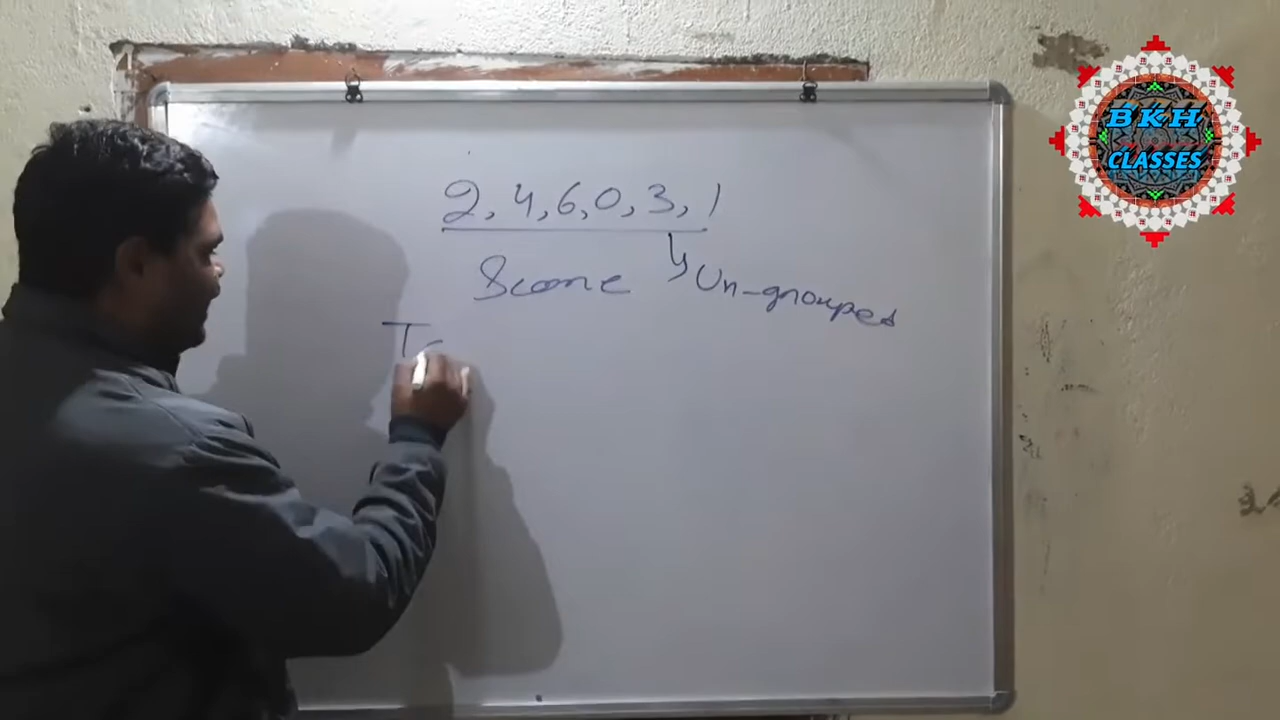 2, 4, 6, 0, 3, 1
Score
Un-grouped
BKH
CLASSES